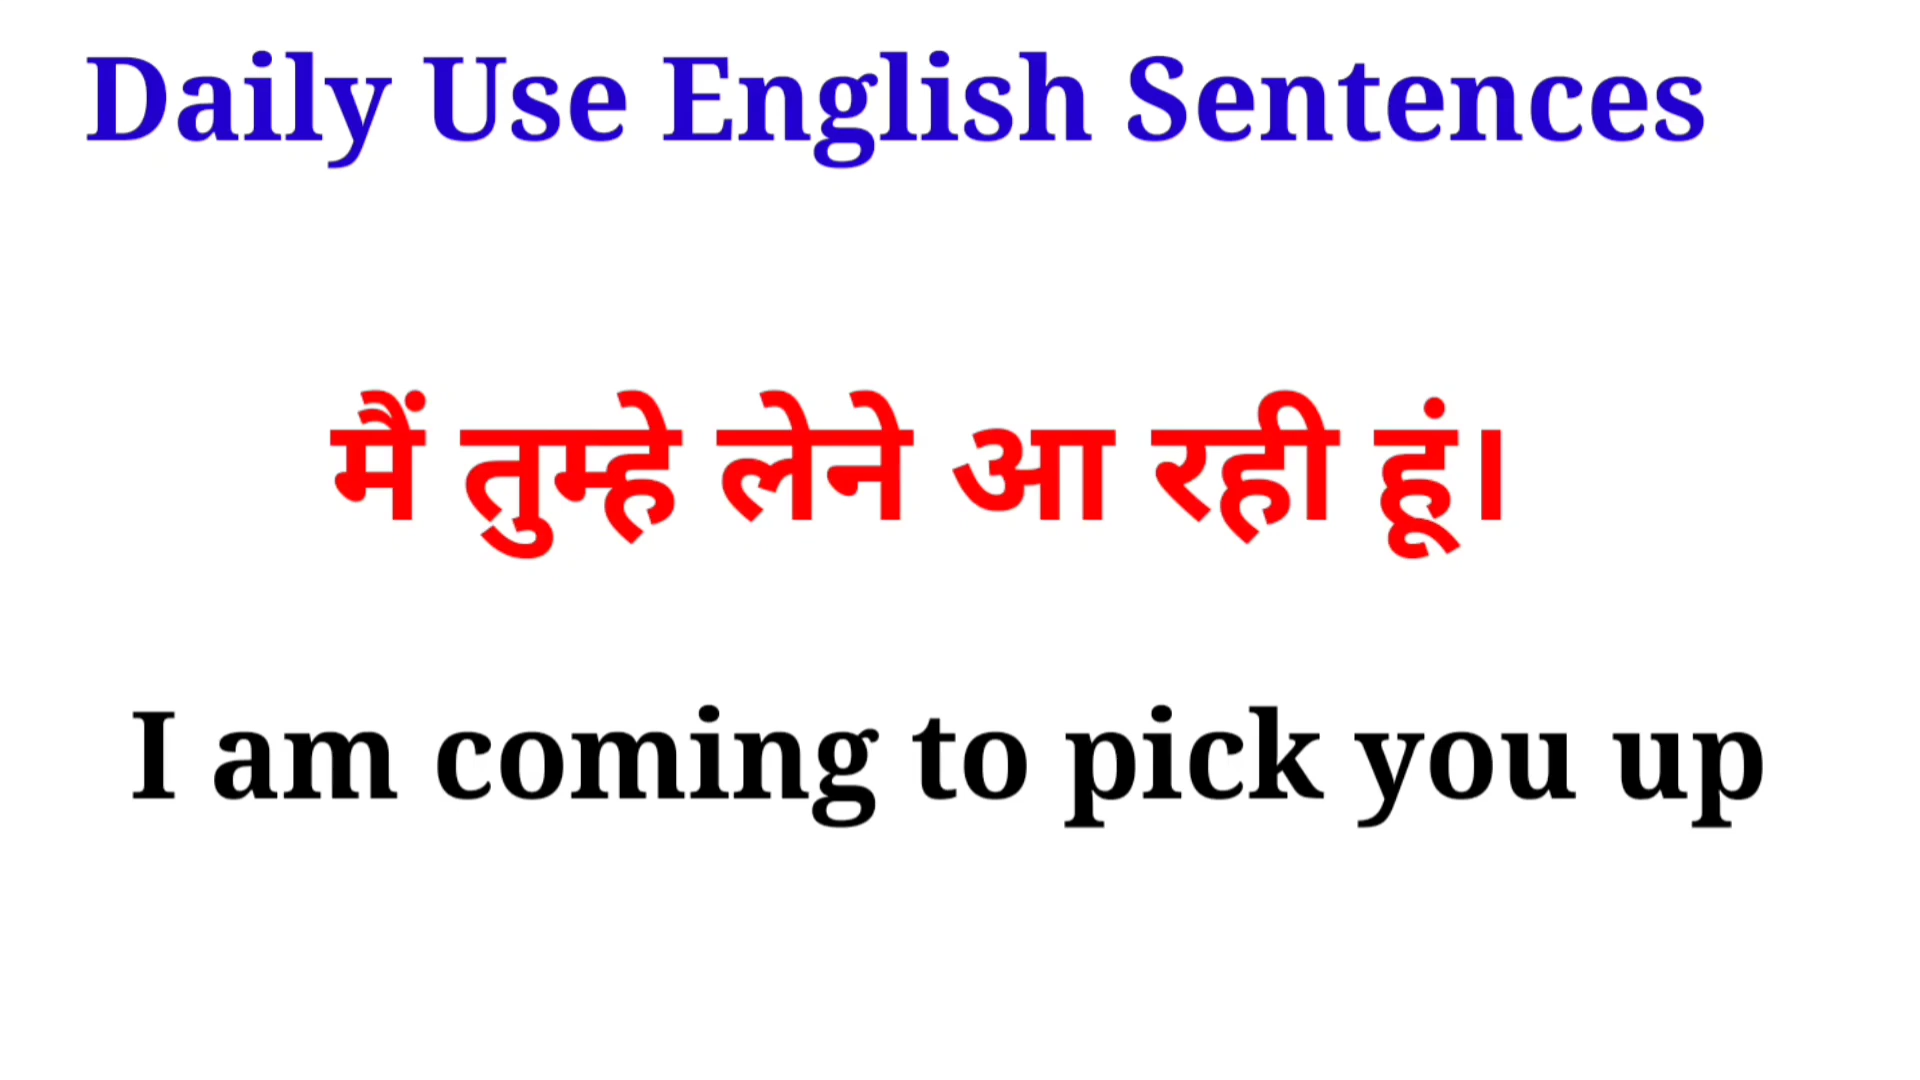 Daily Use English Sentences
मैं तुम्हे लेने आ रही हूं।
I am coming to pick you up